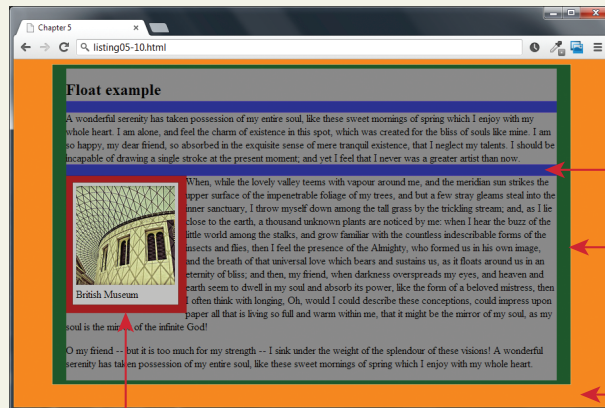 Chapter 5
listing05-10.html
Float example
A wonderful serenity has taken possession of my entire soul, like these sweet mornings of spring which I enjoy with my
whole heart. I am alone, and feel the charm of existence in this spot, which was created for the bliss of souls like mine. I am
so happy, my dear friend, so absorbed in the exquisite sense of mere tranquil existence, that I neglect my talents. I should be
incapable of drawing a single stroke at the present moment; and yet I feel that I never was a greater artist than now.
When, while the lovely valley teems with vapour around me, and the meridian sun strikes the
upper surface of the impenetrable foliage of my trees, and but a few stray gleams steal into the
inner sanctuary, I throw myself down among the tall grass by the trickling stream; and, as I lie
close to the earth, a thousand unknown plants are noticed by me: when I hear the buzz of the
little world among the stalks, and grow familiar with the countless indescribable forms of the
insects and flies, then I feel the presence of the Almighty, who formed us in his own image,
and the breath of that universal love which bears and sustains us, as it floats around us in an
eternity of bliss; and then, my friend, when darkness overspreads my eyes, and heaven and
earth seem to dwell in my soul and absorb its power, like the form of a beloved mistress, then
I often think with longing, Oh, would I could describe these conceptions, could impress upon
paper all that is living so full and warm within me, that it might be the mirror of my soul, as my
soul is the mirror of the infinite God!
British Museum
O my friend -- but it is too much for my strength -- I sink under the weight of the splendour of these visions! A wonderful
serenity has taken possession of my entire soul, like these sweet mornings of spring which I enjoy with my whole heart.